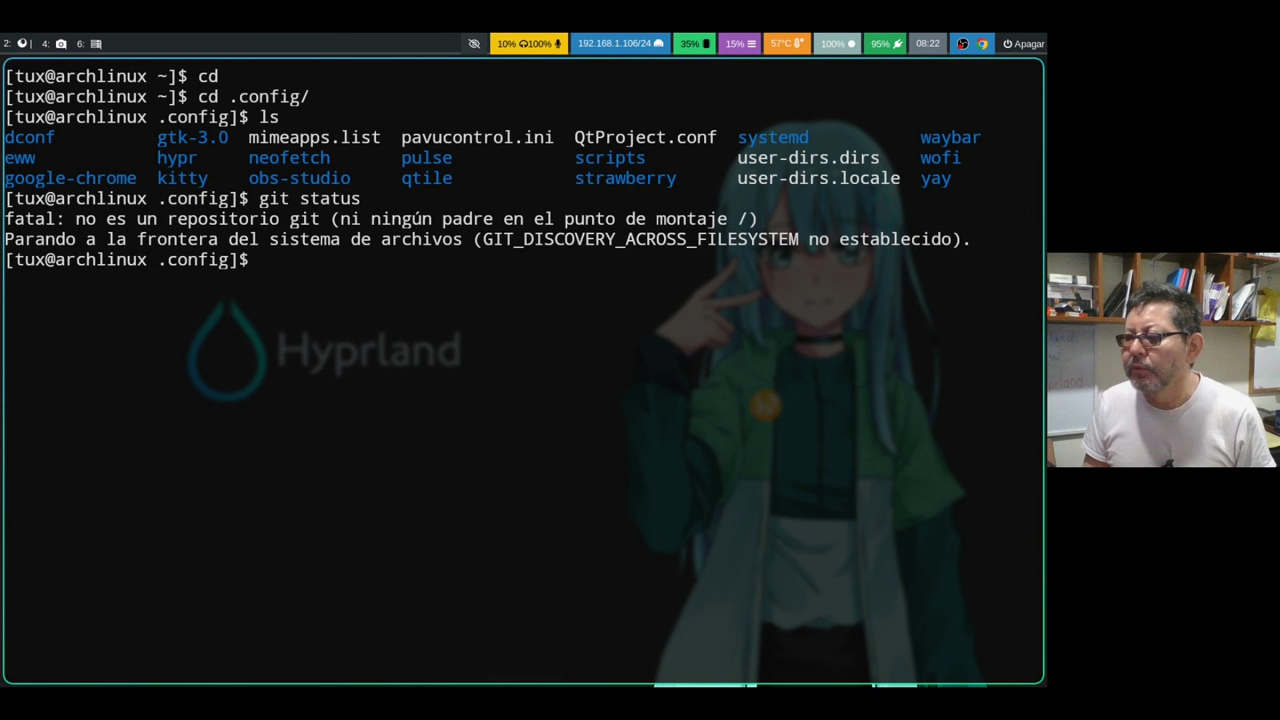 2: | 4: 6: 10% 100% 192.168.1.106/24 35% 15% 57°C 100% 95% 08:22 Apagar
[tux@archlinux ~]$ cd
[tux@archlinux ~]$ cd .config/
[tux@archlinux .config]$ ls
dconf gtk-3.0 mimeapps.list pavucontrol.ini QtProject.conf systemd waybar
eww hypr neofetch pulse scripts user-dirs.dirs wofi
google-chrome kitty obs-studio qtile strawberry user-dirs.locale yay
[tux@archlinux .config]$ git status
fatal: no es un repositorio git (ni ningún padre en el punto de montaje /)
Parando a la frontera del sistema de archivos (GIT_DISCOVERY_ACROSS_FILESYSTEM no establecido).
[tux@archlinux .config]$
Hyprland